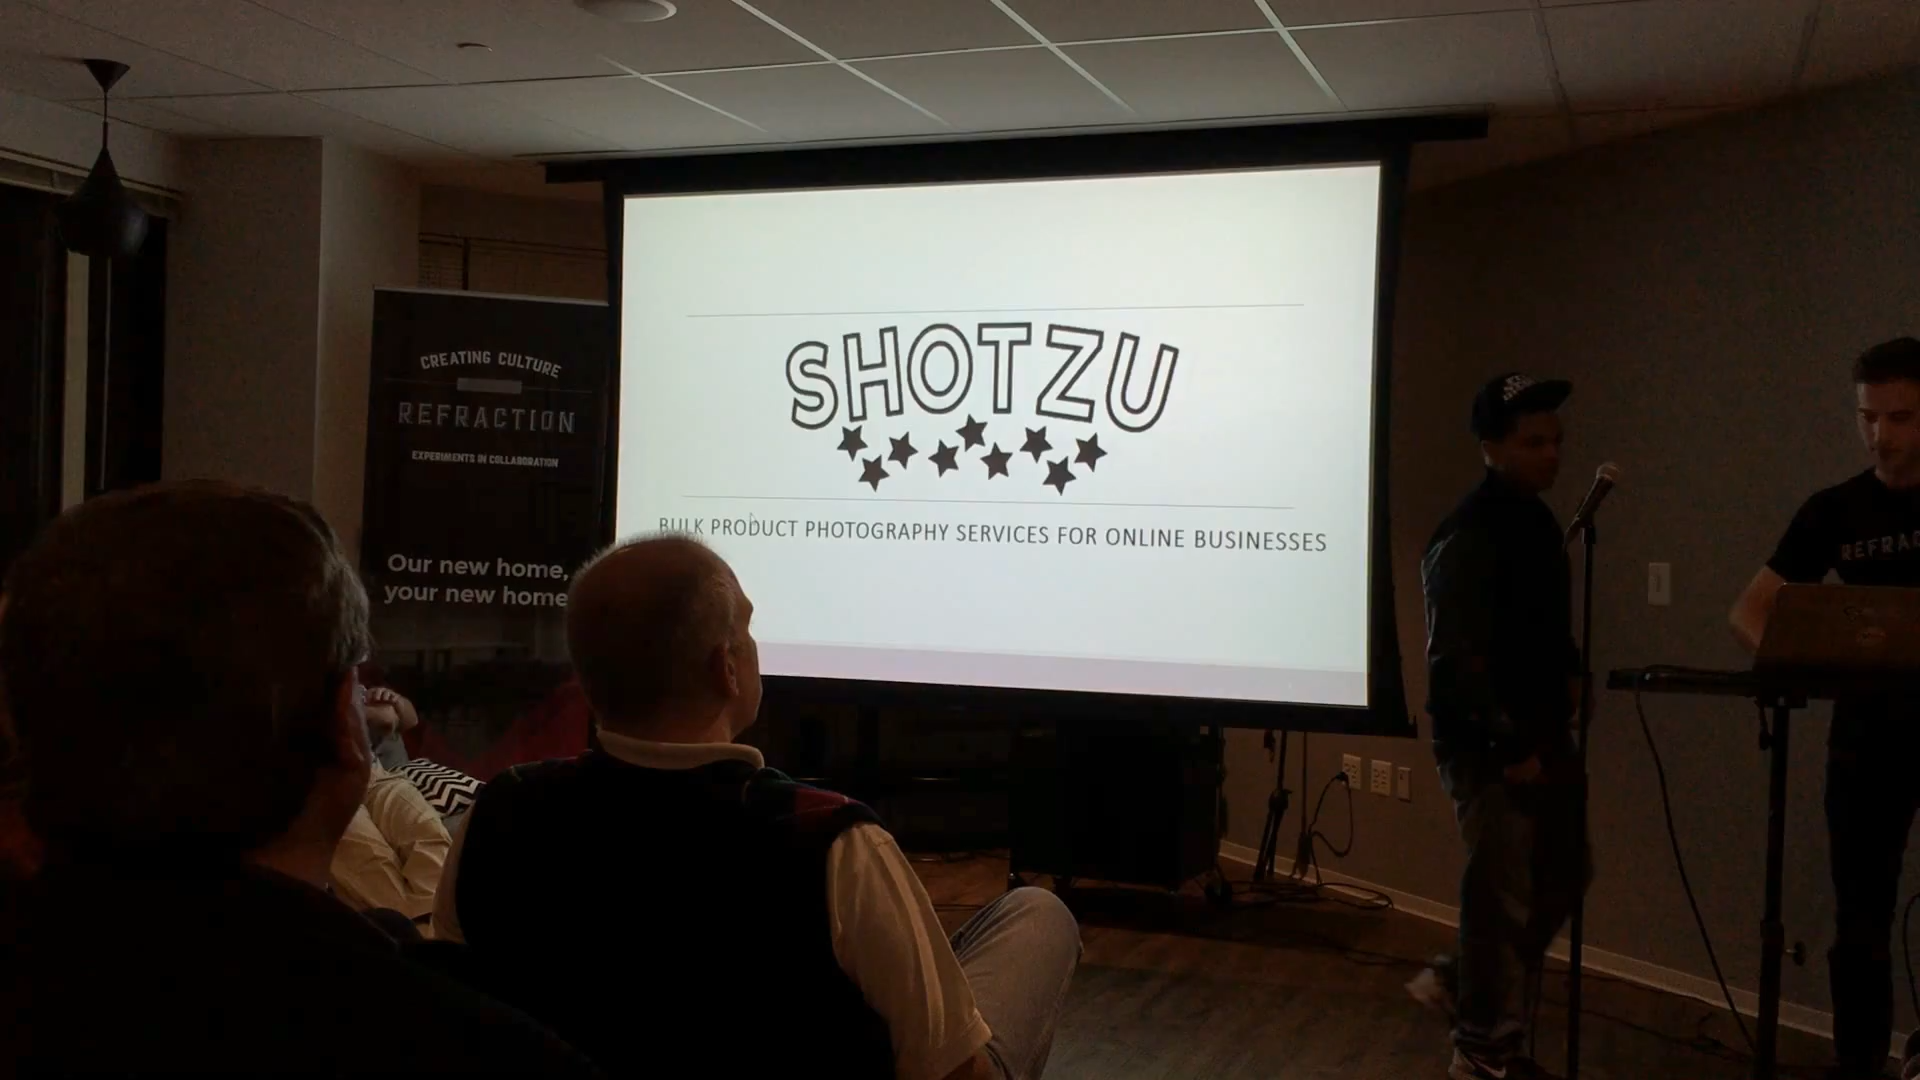 CREATING CULTURE
REFRACTION
EXPERIMENTS IN COLLABORATION
Our new home,
your new home
SHOTZU
BULK PRODUCT PHOTOGRAPHY SERVICES FOR ONLINE BUSINESSES
REFRAC